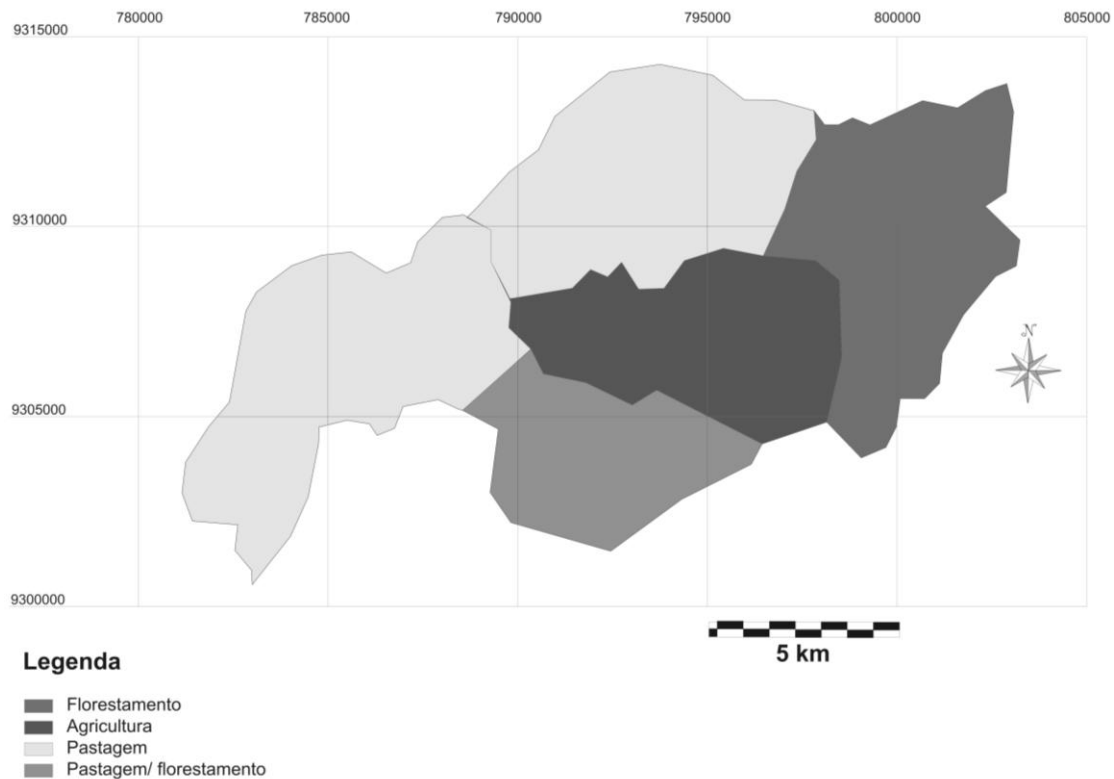 780000 785000 790000 795000 800000 805000
9315000
9310000
9305000
9300000
N
5 km
Legenda
Florestamento
Agricultura
Pastagem
Pastagem/ florestamento